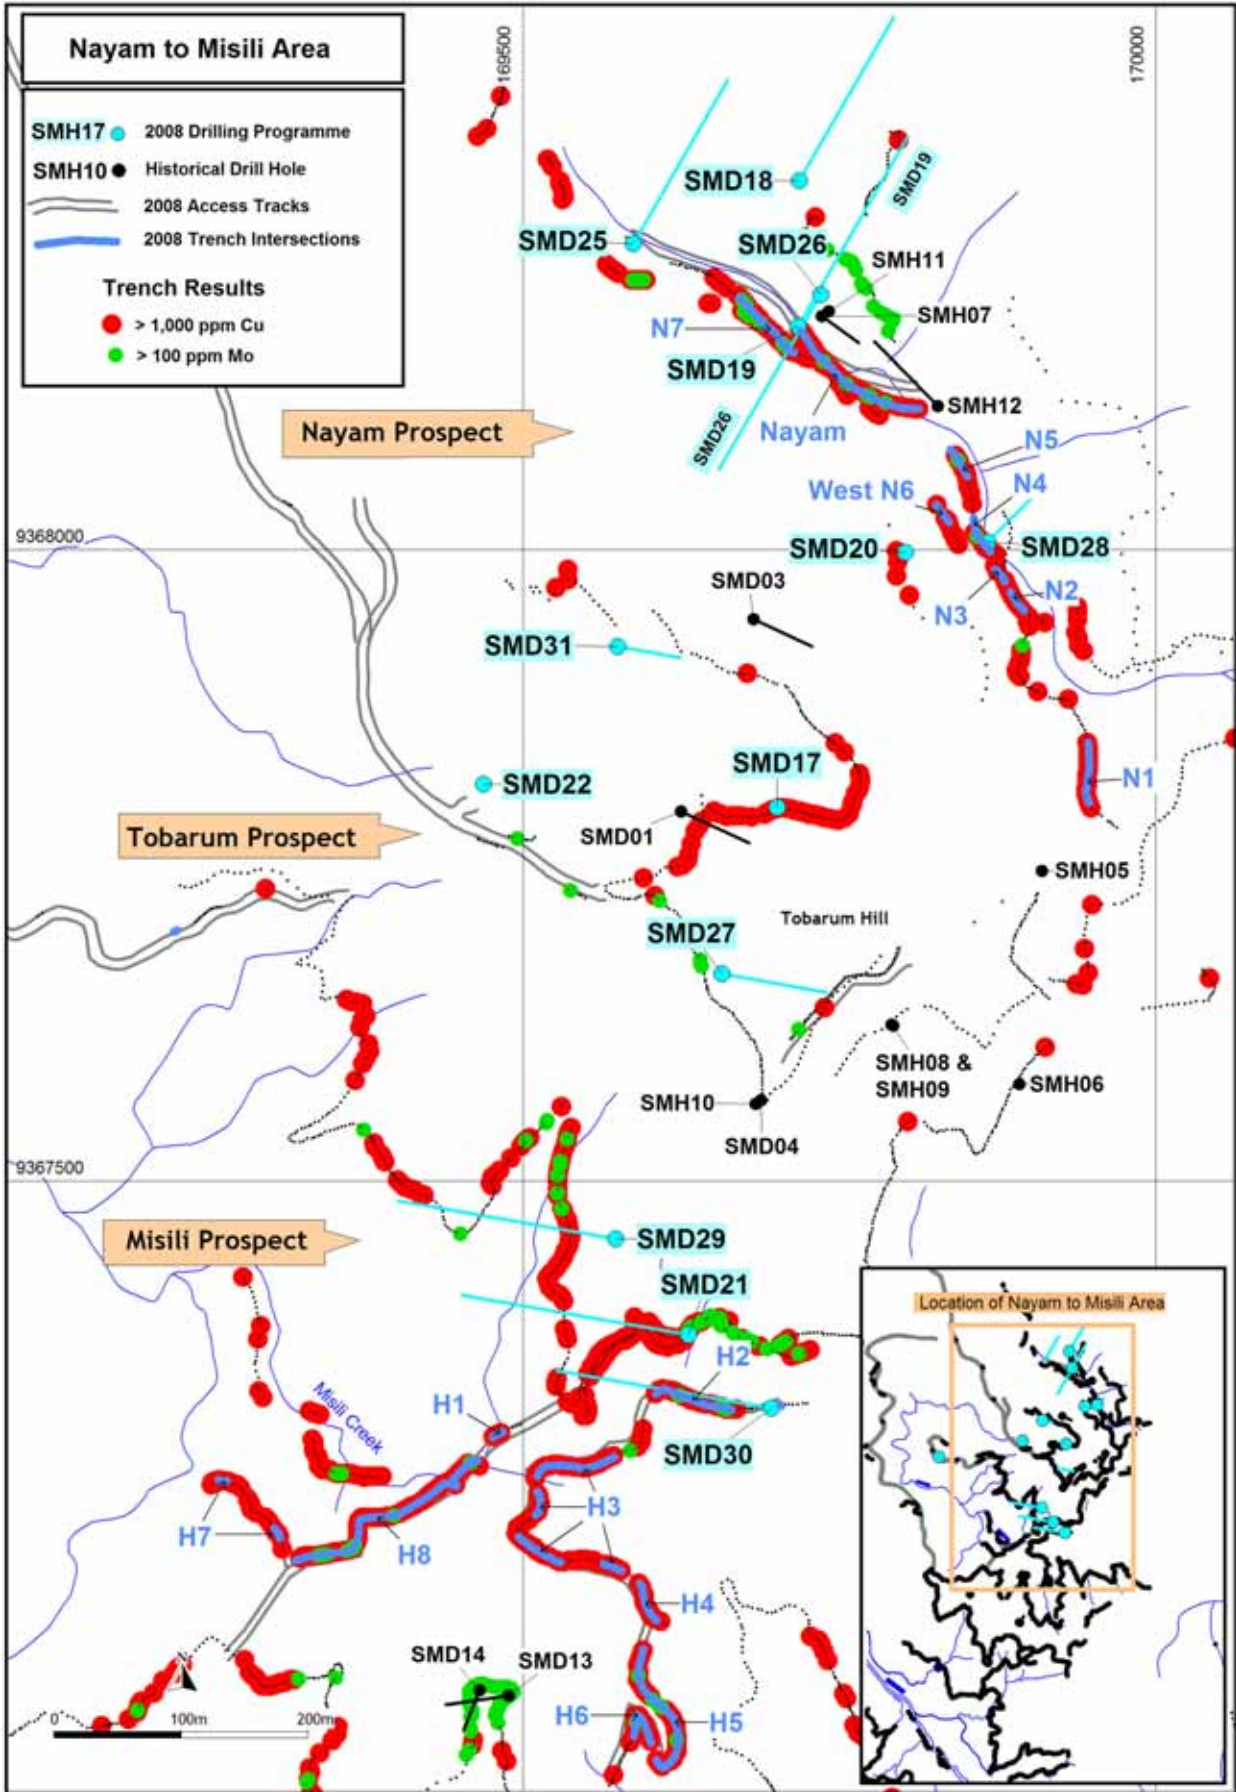 Nayam to Misili Area
SMH17 2008 Drilling Programme
SMH10 Historical Drill Hole
2008 Access Tracks
2008 Trench Intersections
Trench Results
> 1,000 ppm Cu
> 100 ppm Mo
169500
170000
SMD18
SMD19
SMD25
SMD26
SMH11
SMH07
N7
SMD19
SMH12
Nayam Prospect
Nayam
SMD26
N5
West N6
N4
9368000
SMD20
SMD28
SMD03
N2
N3
SMD31
SMD17
SMD22
N1
Tobarum Prospect
SMD01
SMH05
Tobarum Hill
SMD27
SMH08 &
SMH09
SMH06
SMH10
SMD04
9367500
Misili Prospect
SMD29
SMD21
Location of Nayam to Misili Area
H2
Misili Creek
H1
SMD30
H3
H7
H8
H4
SMD14
SMD13
N
H6
H5
0 100m 200m